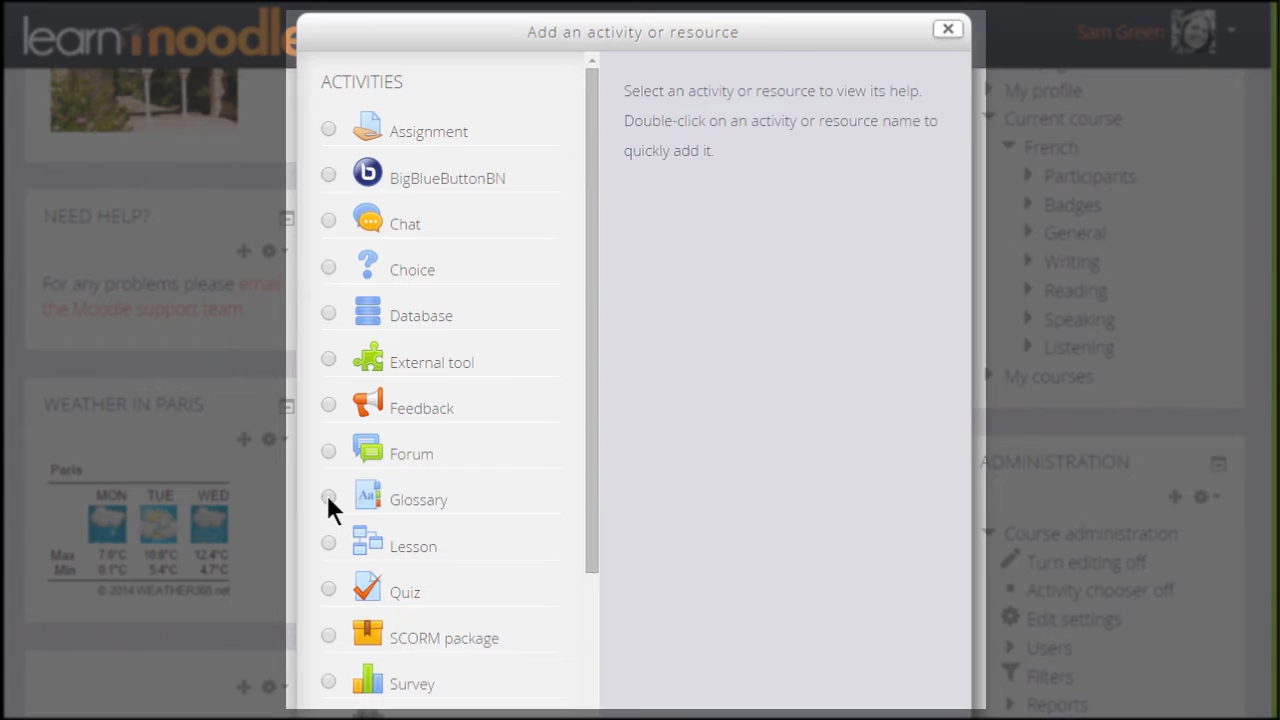 learn moodle
Sam Green
Add an activity or resource
ACTIVITIES
Assignment
BigBlueButtonBN
Chat
Choice
Database
External tool
Feedback
Forum
Aa
Glossary
Lesson
Quiz
SCORM package
Survey
Select an activity or resource to view its help.
Double-click on an activity or resource name to
quickly add it.
NEED HELP?
For any problems please email
the Moodle support team.
WEATHER IN PARIS
Paris
MON TUE WED
Max 7.6°C 10.6°C 12.4°C
Min 0.1°C 5.4°C 4.7°C
© 2014 WEATHER365.net
My profile
Current course
French
Participants
Badges
General
Writing
Reading
Speaking
Listening
My courses
ADMINISTRATION
Course administration
Turn editing off
Activity chooser off
Edit settings
Users
Filters
Reports